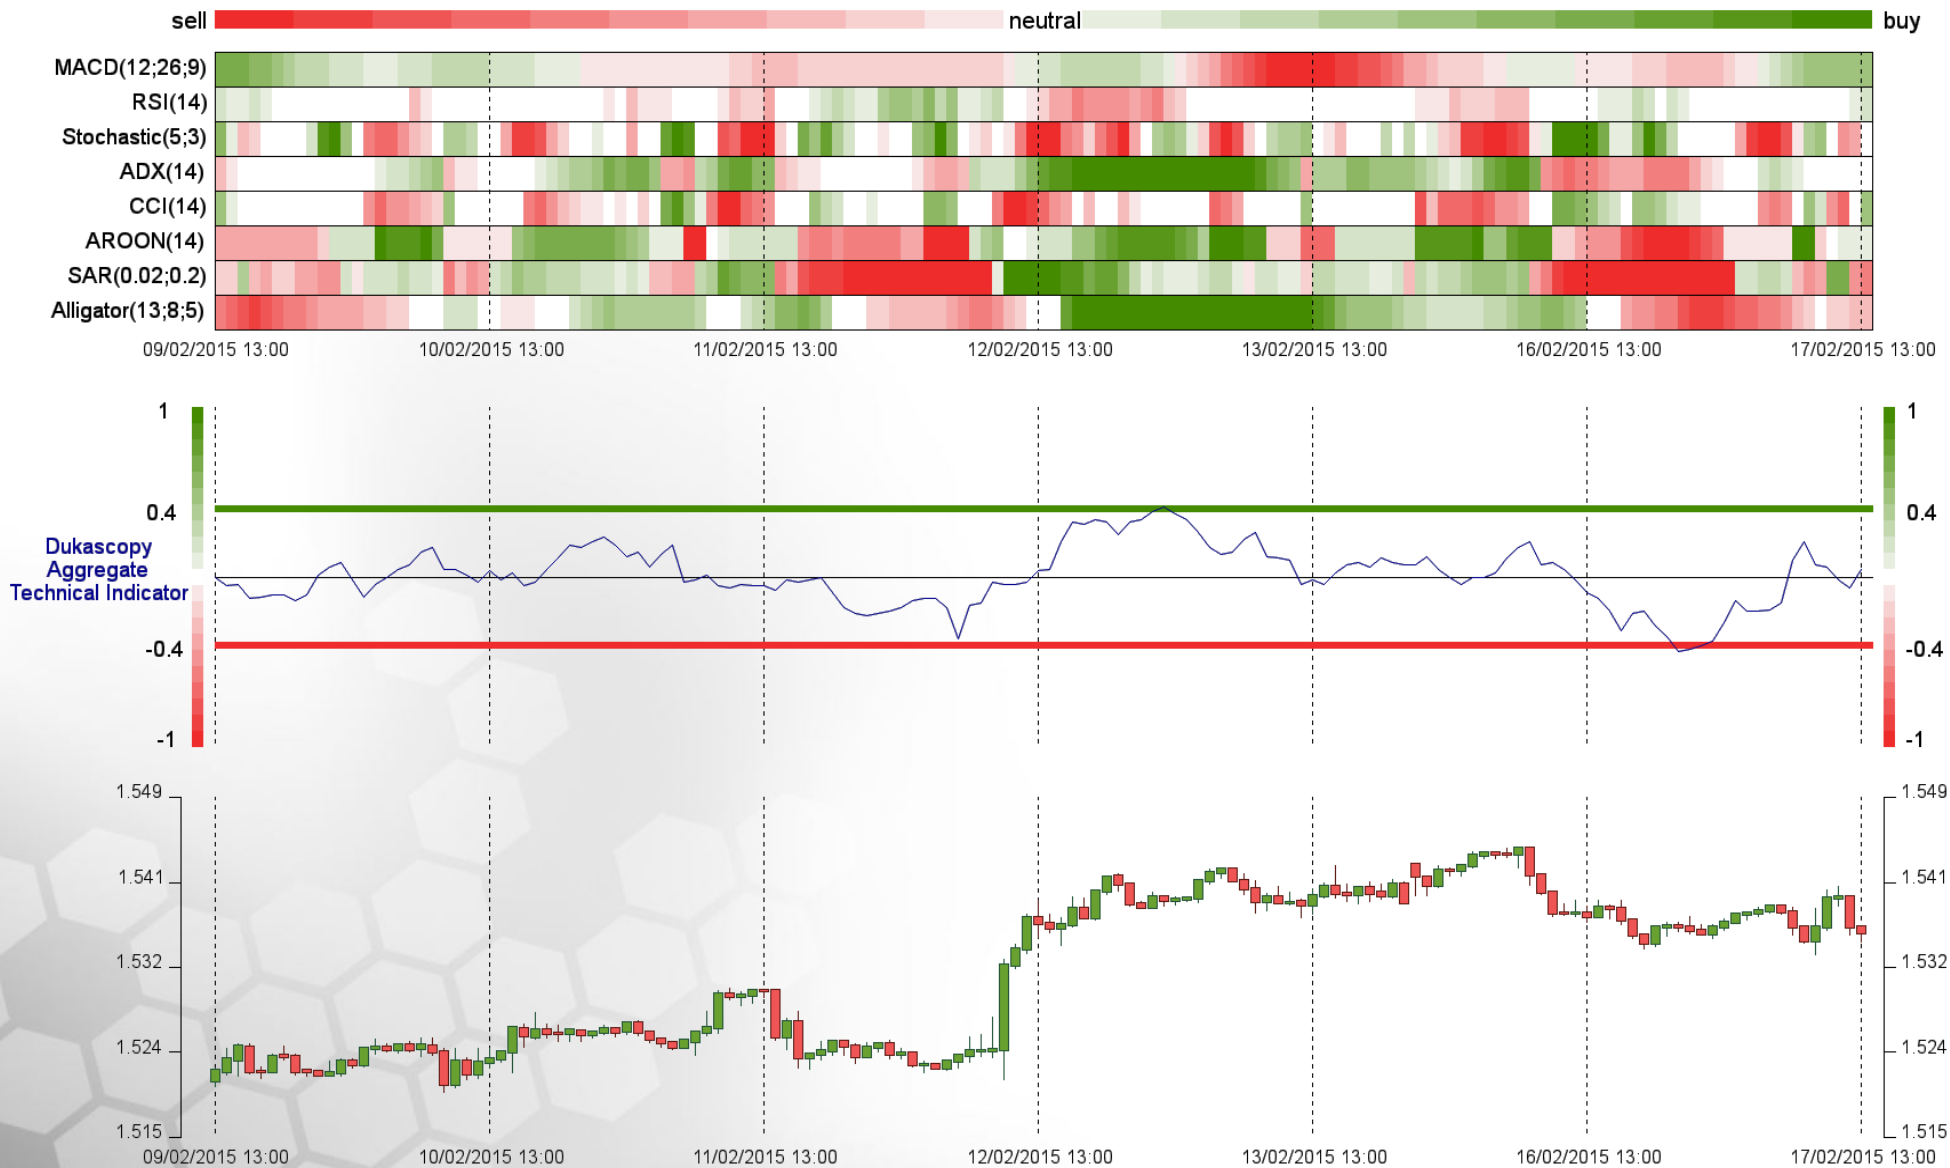 sell neutral buy
MACD(12;26;9)
RSI(14)
Stochastic(5;3)
ADX(14)
CCI(14)
AROON(14)
SAR(0.02;0.2)
Alligator(13;8;5)
09/02/2015 13:00 10/02/2015 13:00 11/02/2015 13:00 12/02/2015 13:00 13/02/2015 13:00 16/02/2015 13:00 17/02/2015 13:00
1 1
0.4 0.4
Dukascopy
Aggregate
Technical Indicator
-0.4 -0.4
-1 -1
1.549 1.549
1.541 1.541
1.532 1.532
1.524 1.524
1.515 1.515
09/02/2015 13:00 10/02/2015 13:00 11/02/2015 13:00 12/02/2015 13:00 13/02/2015 13:00 16/02/2015 13:00 17/02/2015 13:00